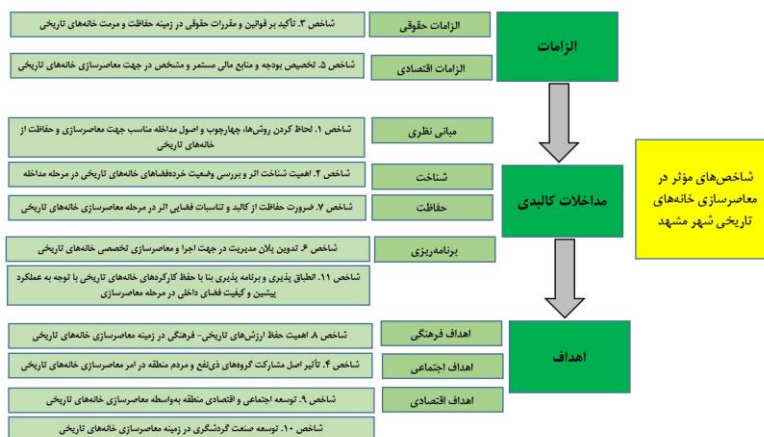 الزامات
الزامات حقوقی
شاخص ۳. تأکید بر قوانین و مقررات حقوقی در زمینه حفاظت و مرمت خانه‌های تاریخی
الزامات اقتصادی
شاخص ۵. تخصیص بودجه و منابع مالی مستمر و مشخص در جهت معاصرسازی خانه‌های تاریخی
شاخص‌های مؤثر در
معاصرسازی خانه‌های
تاریخی شهر مشهد
مداخلات کالبدی
مبانی نظری
شاخص ۱. لحاظ کردن روش‌ها، چهارچوب و اصول مداخله مناسب جهت معاصرسازی و حفاظت از
خانه‌های تاریخی
شناخت
شاخص ۲. اهمیت شناخت اثر و بررسی وضعیت خرده‌فضاهای خانه‌های تاریخی در مرحله مداخله
حفاظت
شاخص ۷. ضرورت حفاظت از کالبد و تناسبات فضایی اثر در مرحله معاصرسازی خانه‌های تاریخی
برنامه‌ریزی
شاخص ۶. تدوین پلان مدیریت در جهت اجرا و معاصرسازی تخصصی خانه‌های تاریخی
شاخص ۱۱. انطباق پذیری و برنامه پذیری بنا با حفظ کارکردهای خانه‌های تاریخی با توجه به عملکرد
پیشین و کیفیت فضای داخلی در مرحله معاصرسازی
اهداف
اهداف فرهنگی
شاخص ۸. اهمیت حفظ ارزش‌های تاریخی- فرهنگی در زمینه معاصرسازی خانه‌های تاریخی
اهداف اجتماعی
شاخص ۴. تأثیر اصل مشارکت گروه‌های ذی‌نفع و مردم منطقه در امر معاصرسازی خانه‌های تاریخی
اهداف اقتصادی
شاخص ۹. توسعه اجتماعی و اقتصادی منطقه به‌واسطه معاصرسازی خانه‌های تاریخی
شاخص ۱۰. توسعه صنعت گردشگری در زمینه معاصرسازی خانه‌های تاریخی